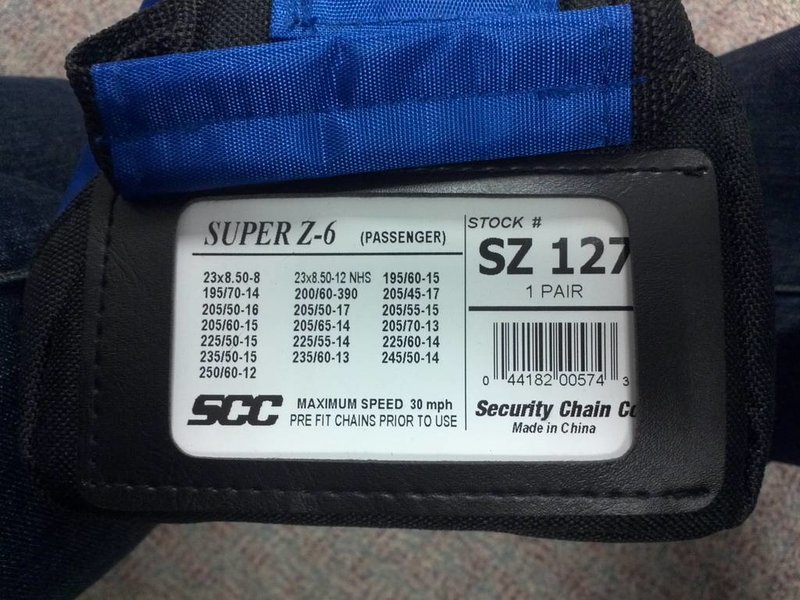 SUPER Z-6 (PASSENGER)
23x8.50-8 23x8.50-12 NHS 195/60-15
195/70-14 200/60-390 205/45-17
205/50-16 205/50-17 205/55-15
205/60-15 205/65-14 205/70-13
225/50-15 225/55-14 225/60-14
235/50-15 235/60-13 245/50-14
250/60-12
SCC MAXIMUM SPEED 30 mph
PRE FIT CHAINS PRIOR TO USE
STOCK #
SZ 127
1 PAIR
0 44182 00574 3
Security Chain Co
Made in China